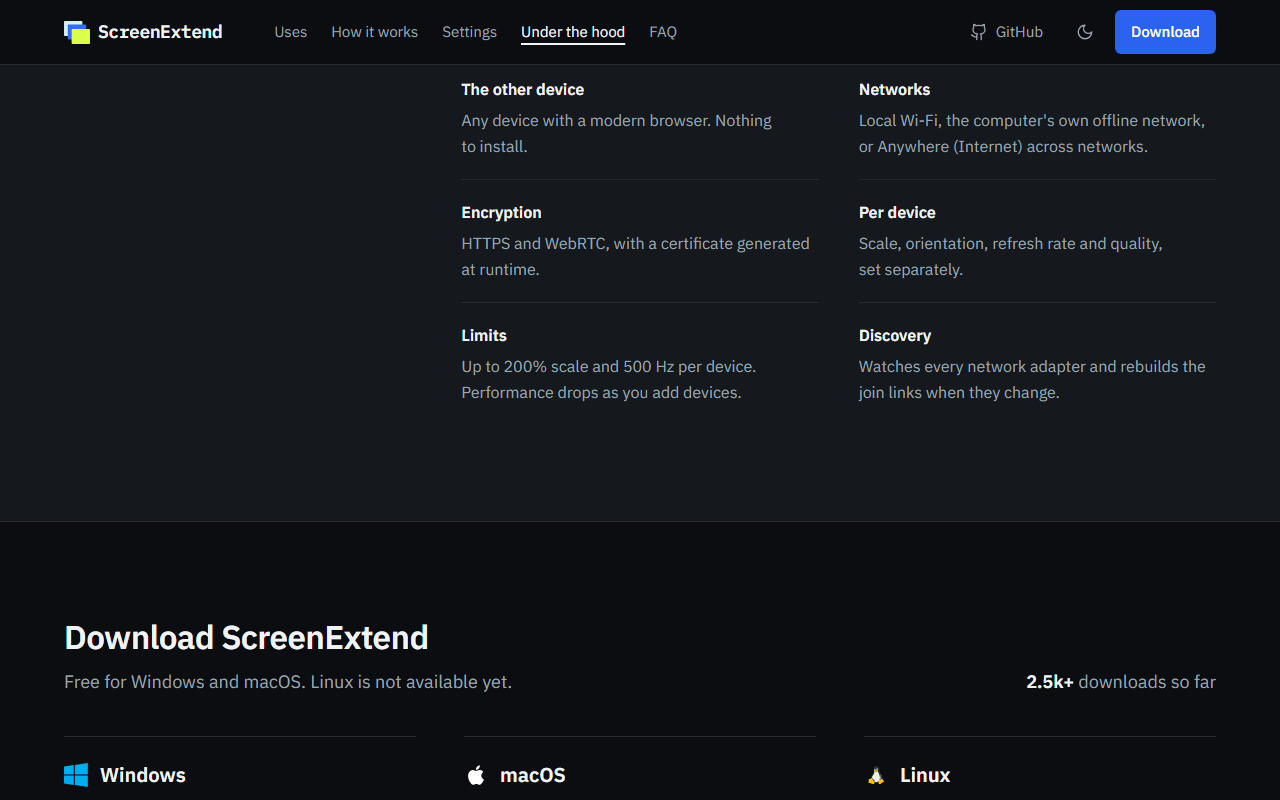 ScreenExtend
Uses
How it works
Settings
Under the hood
FAQ
GitHub
Download
The other device
Any device with a modern browser. Nothing
to install.
Networks
Local Wi-Fi, the computer's own offline network,
or Anywhere (Internet) across networks.
Encryption
HTTPS and WebRTC, with a certificate generated
at runtime.
Per device
Scale, orientation, refresh rate and quality,
set separately.
Limits
Up to 200% scale and 500 Hz per device.
Performance drops as you add devices.
Discovery
Watches every network adapter and rebuilds the
join links when they change.
Download ScreenExtend
Free for Windows and macOS. Linux is not available yet.
2.5k+ downloads so far
Windows
macOS
Linux